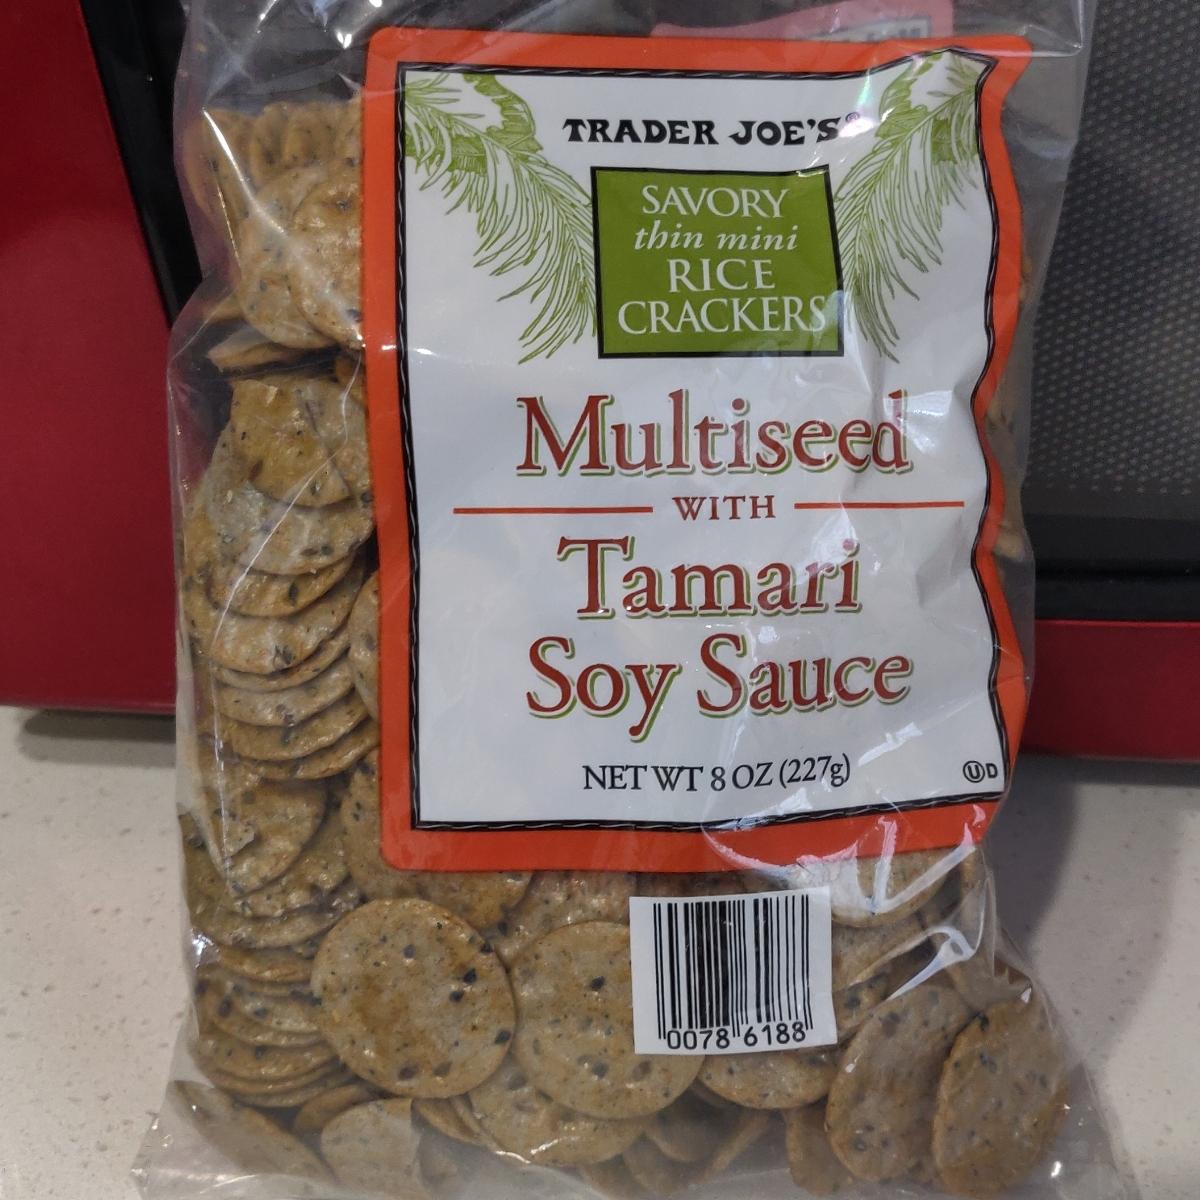 TRADER JOE'S®
SAVORY
thin mini
RICE
CRACKERS
Multiseed
WITH
Tamari
Soy Sauce
NET WT 8 OZ (227g)
Ⓤ D
0078 6188